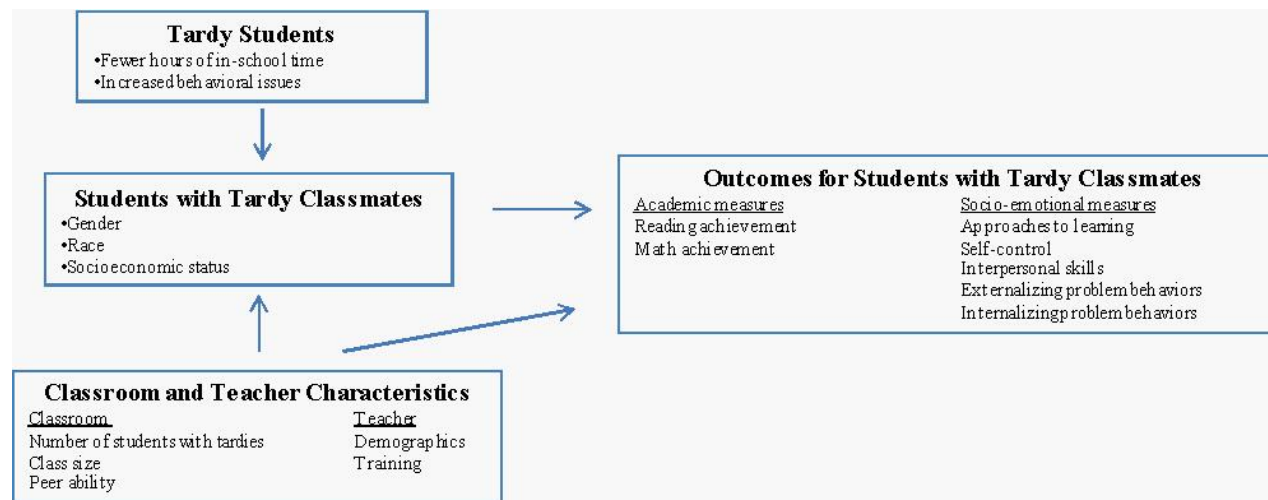 Tardy Students
•Fewer hours of in-school time
•Increased behavioral issues
Students with Tardy Classmates
•Gender
•Race
•Socioeconomic status
Outcomes for Students with Tardy Classmates
Academic measures
Reading achievement
Math achievement
Socio-emotional measures
Approaches to learning
Self-control
Interpersonal skills
Externalizing problem behaviors
Internalizing problem behaviors
Classroom and Teacher Characteristics
Classroom
Number of students with tardies
Class size
Peer ability
Teacher
Demographics
Training